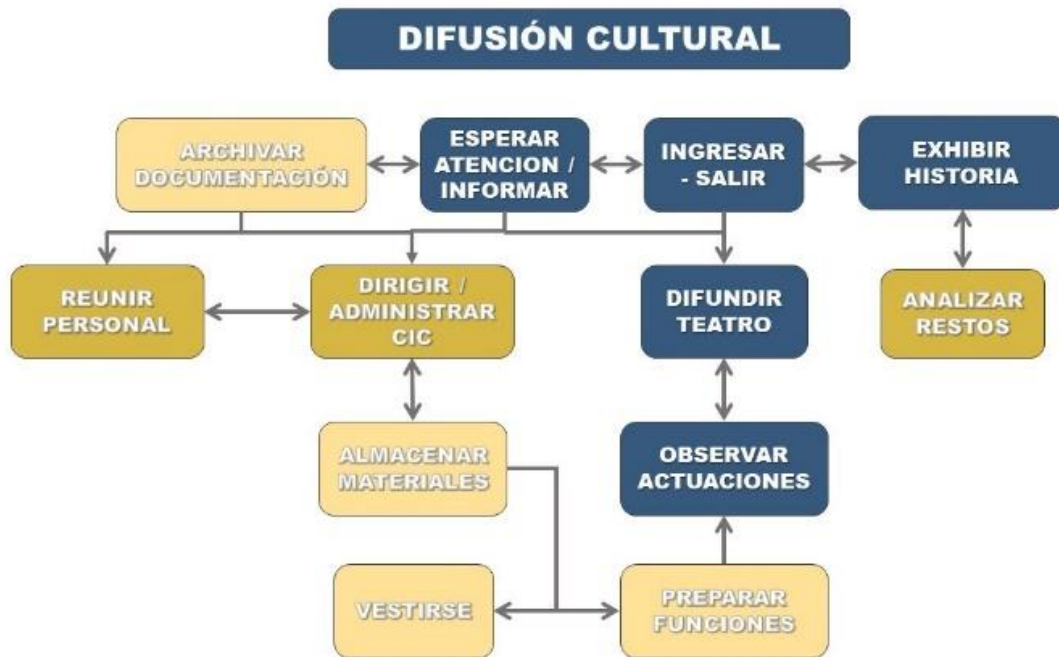 DIFUSIÓN CULTURAL
ARCHIVAR
DOCUMENTACIÓN
ESPERAR
ATENCION /
INFORMAR
INGRESAR
- SALIR
EXHIBIR
HISTORIA
REUNIR
PERSONAL
DIRIGIR /
ADMINISTRAR
CIC
DIFUNDIR
TEATRO
ANALIZAR
RESTOS
ALMACENAR
MATERIALES
OBSERVAR
ACTUACIONES
VESTIRSE
PREPARAR
FUNCIONES